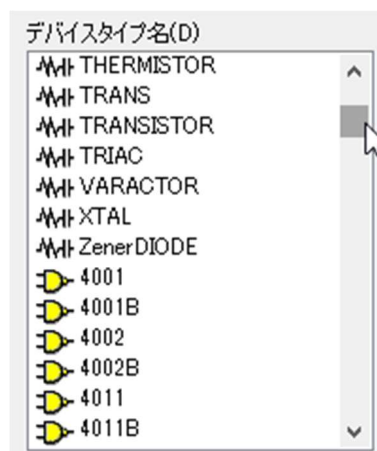 デバイスタイプ名(D)
THERMISTOR
TRANS
TRANSISTOR
TRIAC
VARACTOR
XTAL
ZenerDIODE
4001
4001B
4002
4002B
4011
4011B